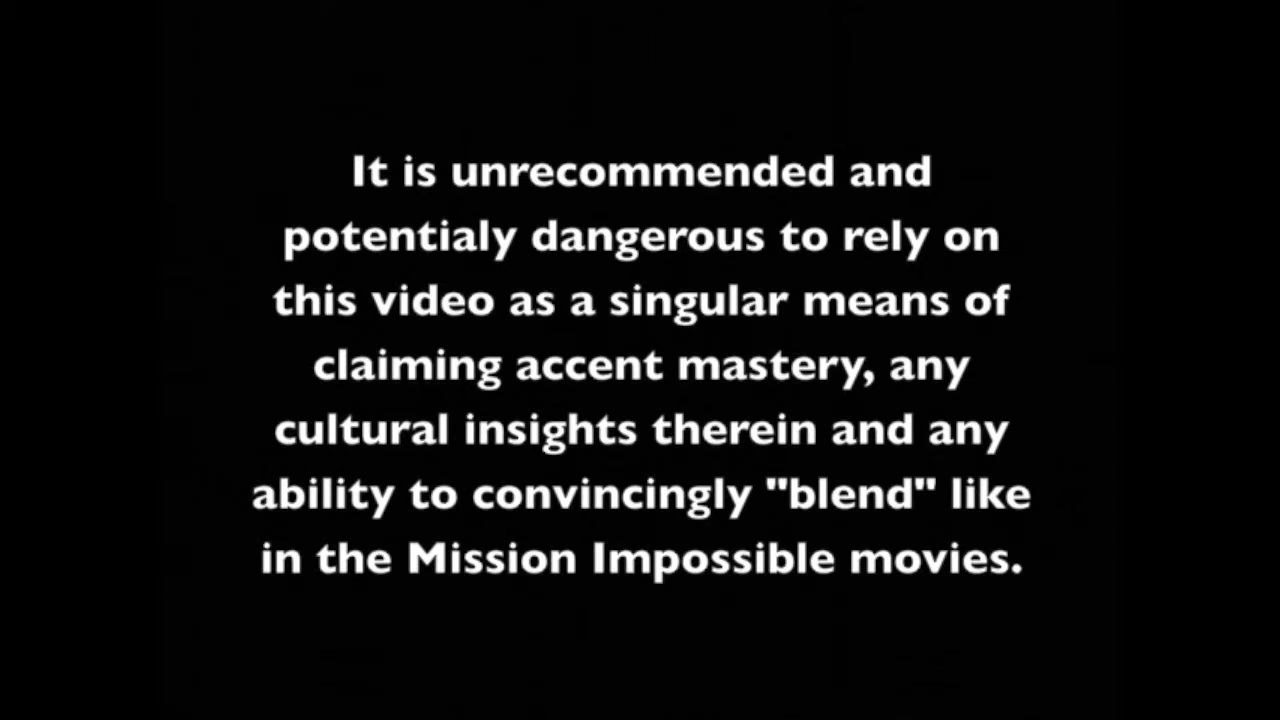 It is unrecommended and
potentialy dangerous to rely on
this video as a singular means of
claiming accent mastery, any
cultural insights therein and any
ability to convincingly "blend" like
in the Mission Impossible movies.